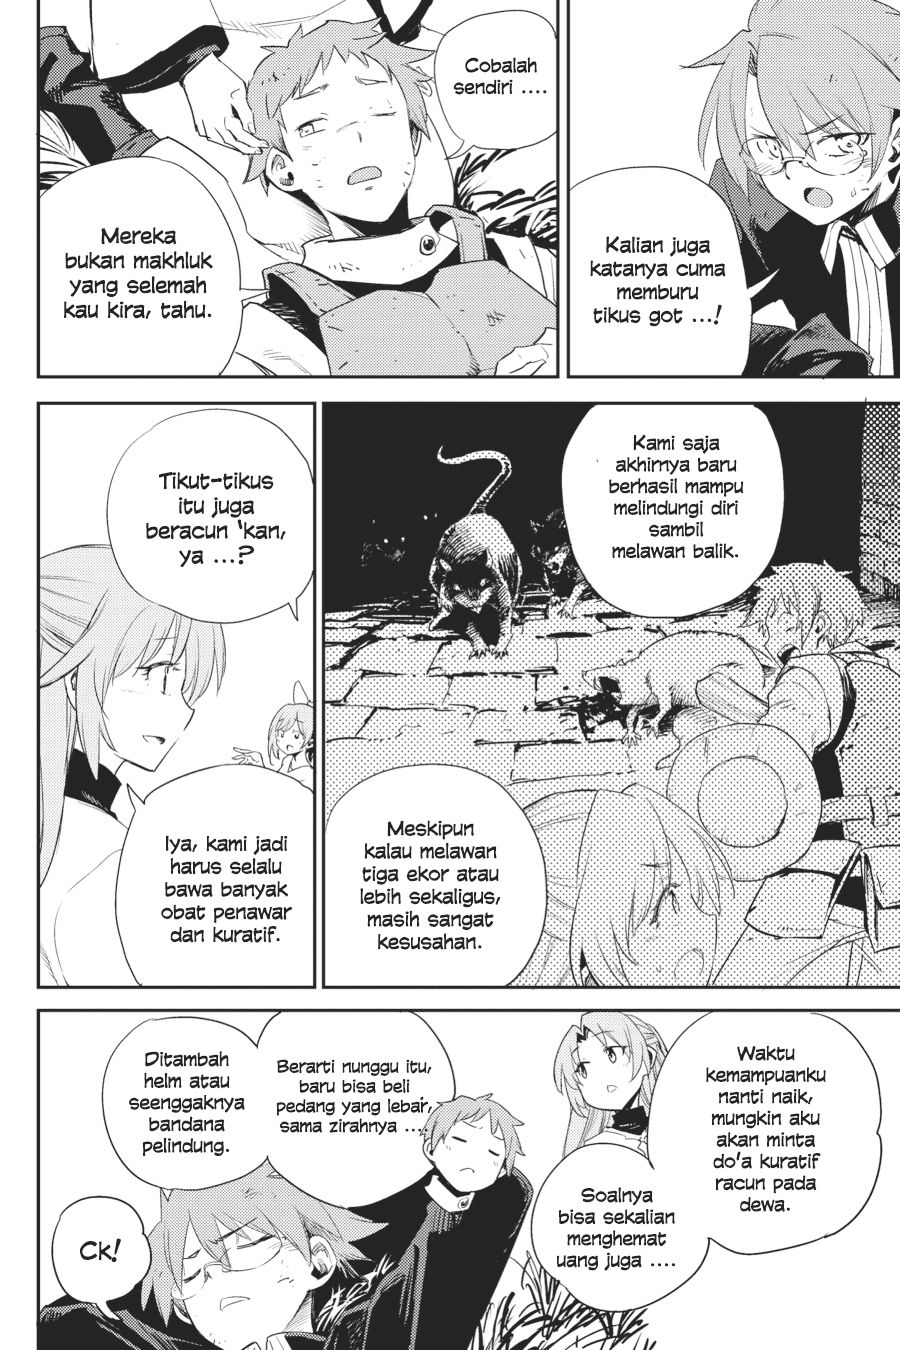 Kalian juga
katanya cuma
memburu
tikus got ...!
Cobalah
sendiri ....
Mereka
bukan makhluk
yang selemah
kau kira, tahu.
Kami saja
akhirnya baru
berhasil mampu
melindungi diri
sambil
melawan balik.
Meskipun
kalau melawan
tiga ekor atau
lebih sekaligus,
masih sangat
kesusahan.
Tikut-tikus
itu juga
beracun ‘kan,
ya ...?
Iya, kami jadi
harus selalu
bawa banyak
obat penawar
dan kuratif.
Waktu
kemampuanku
nanti naik,
mungkin aku
akan minta
do’a kuratif
racun pada
dewa.
Soalnya
bisa sekalian
menghemat
uang juga ....
Berarti nunggu itu,
baru bisa beli
pedang yang lebar,
sama zirahnya ....
Ditambah
helm atau
seenggaknya
bandana
pelindung.
Ck!